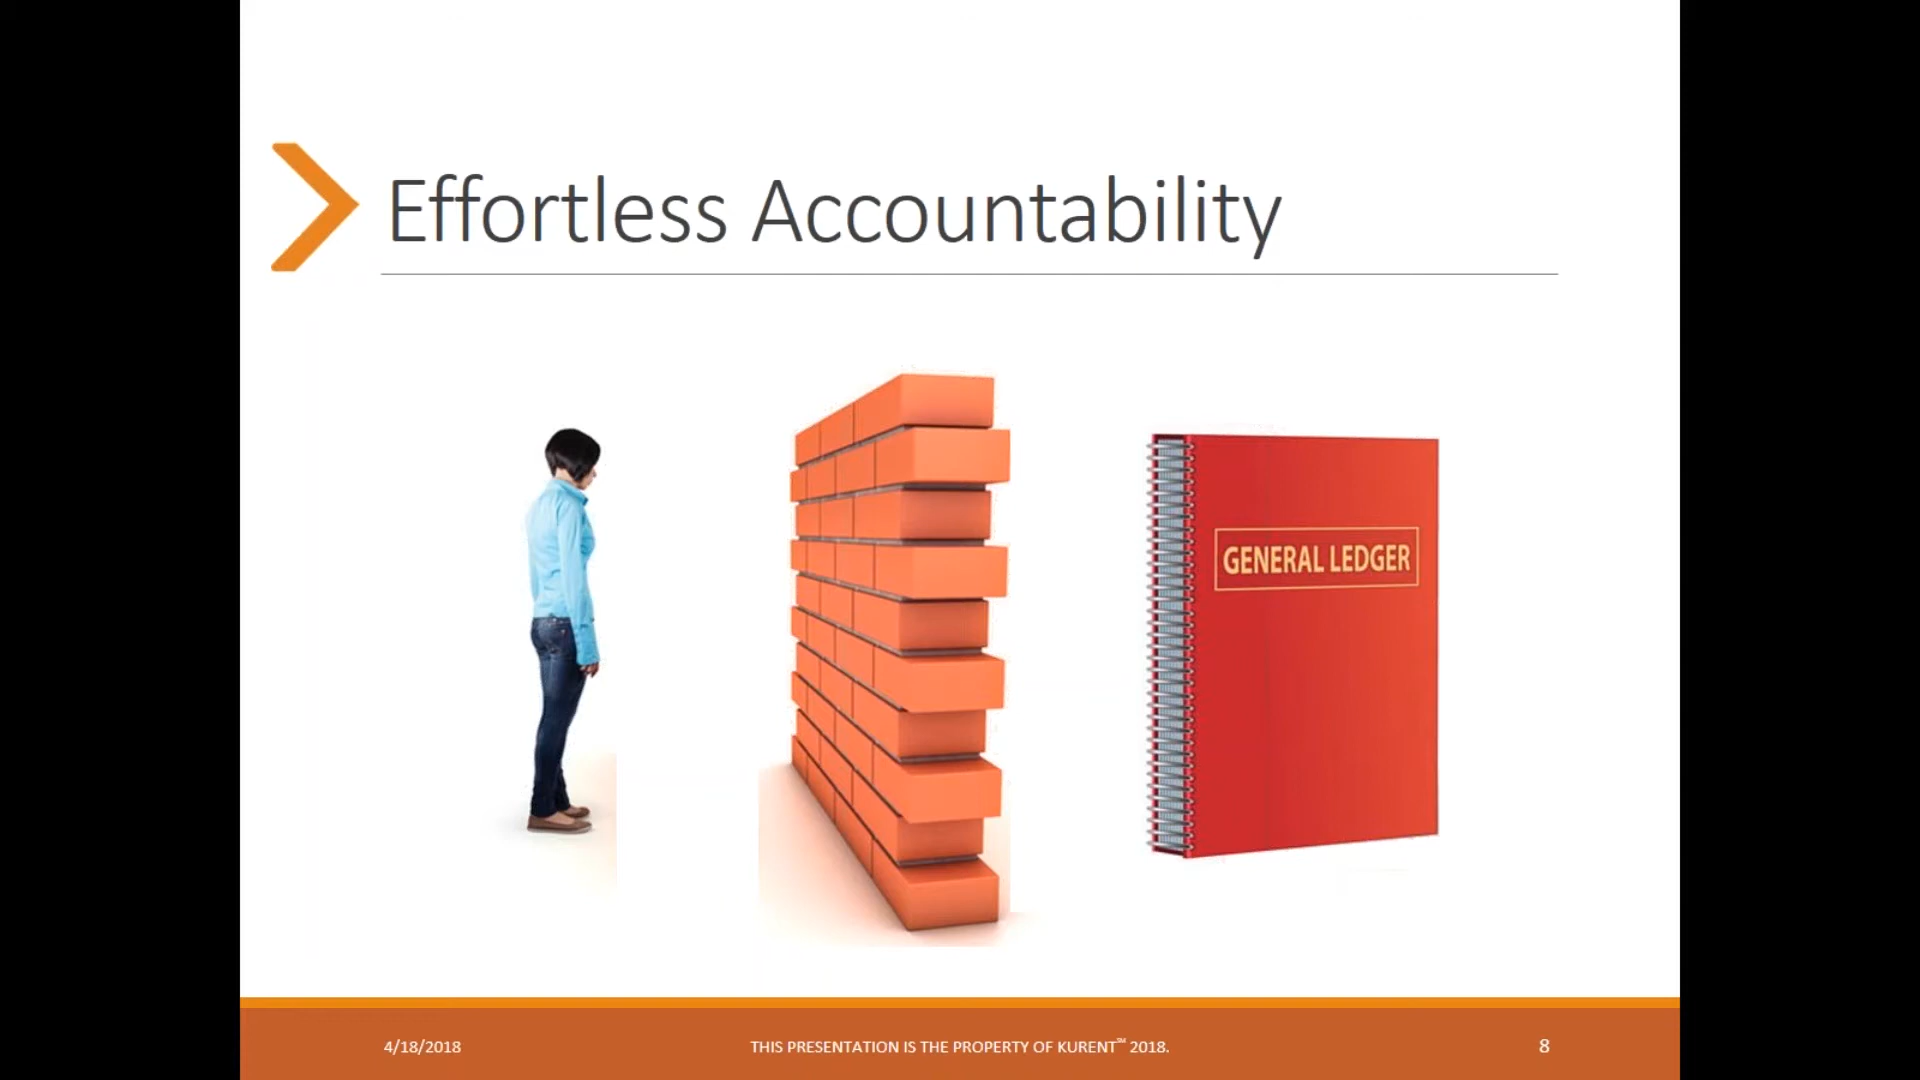 Effortless Accountability
GENERAL LEDGER
4/18/2018
THIS PRESENTATION IS THE PROPERTY OF KURENT℠ 2018.
8